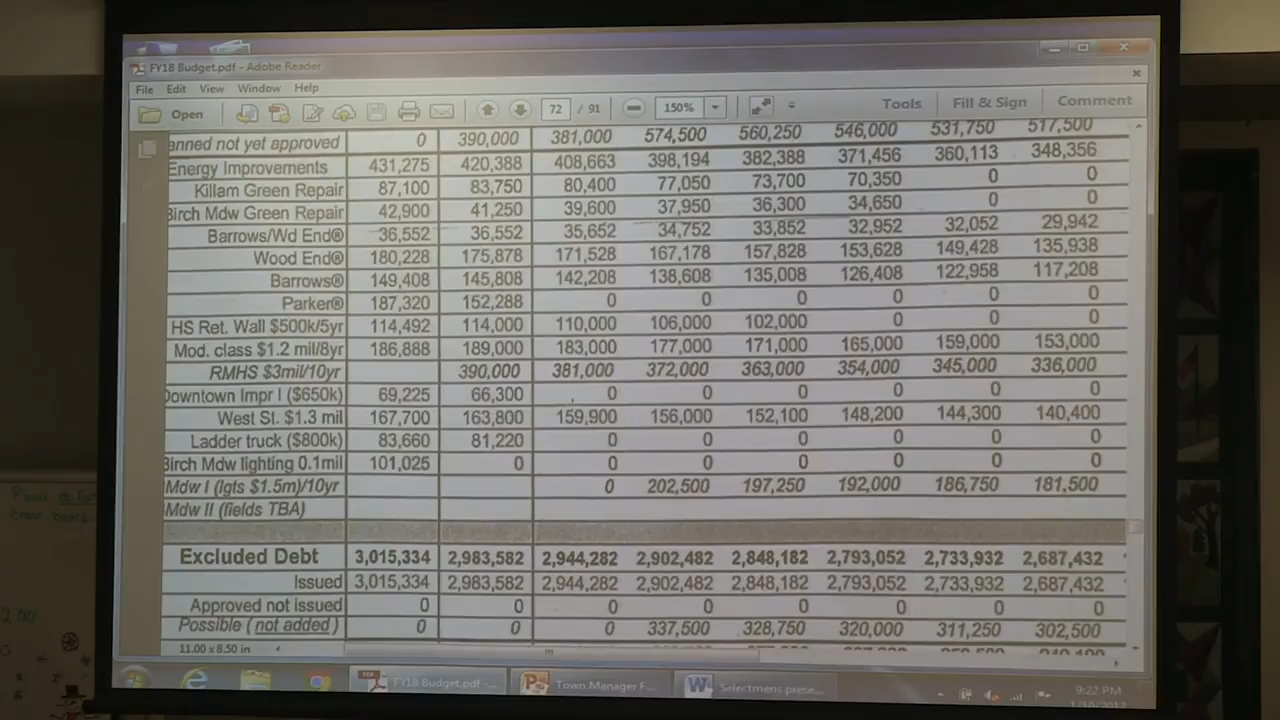 FY18 Budget.pdf - Adobe Reader
File Edit View Window Help
Open 72 / 91 150% Tools Fill & Sign Comment
anned not yet approved 0 390,000 381,000 574,500 560,250 546,000 531,750 517,500
Energy Improvements 431,275 420,388 408,663 398,194 382,388 371,456 360,113 348,356
Killam Green Repair 87,100 83,750 80,400 77,050 73,700 70,350 0 0
Birch Mdw Green Repair 42,900 41,250 39,600 37,950 36,300 34,650 0 0
Barrows/Wd End® 36,552 36,552 35,652 34,752 33,852 32,952 32,052 29,942
Wood End® 180,228 175,878 171,528 167,178 157,828 153,628 149,428 135,938
Barrows® 149,408 145,808 142,208 138,608 135,008 126,408 122,958 117,208
Parker® 187,320 152,288 0 0 0 0 0 0
HS Ret. Wall $500k/5yr 114,492 114,000 110,000 106,000 102,000 0 0 0
Mod. class $1.2 mil/8yr 186,888 189,000 183,000 177,000 171,000 165,000 159,000 153,000
RMHS $3mil/10yr 390,000 381,000 372,000 363,000 354,000 345,000 336,000
Downtown Impr I ($650k) 69,225 66,300 0 0 0 0 0 0
West St. $1.3 mil 167,700 163,800 159,900 156,000 152,100 148,200 144,300 140,400
Ladder truck ($800k) 83,660 81,220 0 0 0 0 0 0
Birch Mdw lighting 0.1mil 101,025 0 0 0 0 0 0 0
Mdw I (lgts $1.5m)/10yr 0 202,500 197,250 192,000 186,750 181,500
Mdw II (fields TBA)
Excluded Debt 3,015,334 2,983,582 2,944,282 2,902,482 2,848,182 2,793,052 2,733,932 2,687,432
Issued 3,015,334 2,983,582 2,944,282 2,902,482 2,848,182 2,793,052 2,733,932 2,687,432
Approved not issued 0 0 0 0 0 0 0 0
Possible (not added) 0 0 0 337,500 328,750 320,000 311,250 302,500
11.00 x 8.50 in
FY18 Budget.pdf -... Town Manager F... Selectmens prese...
9:22 PM